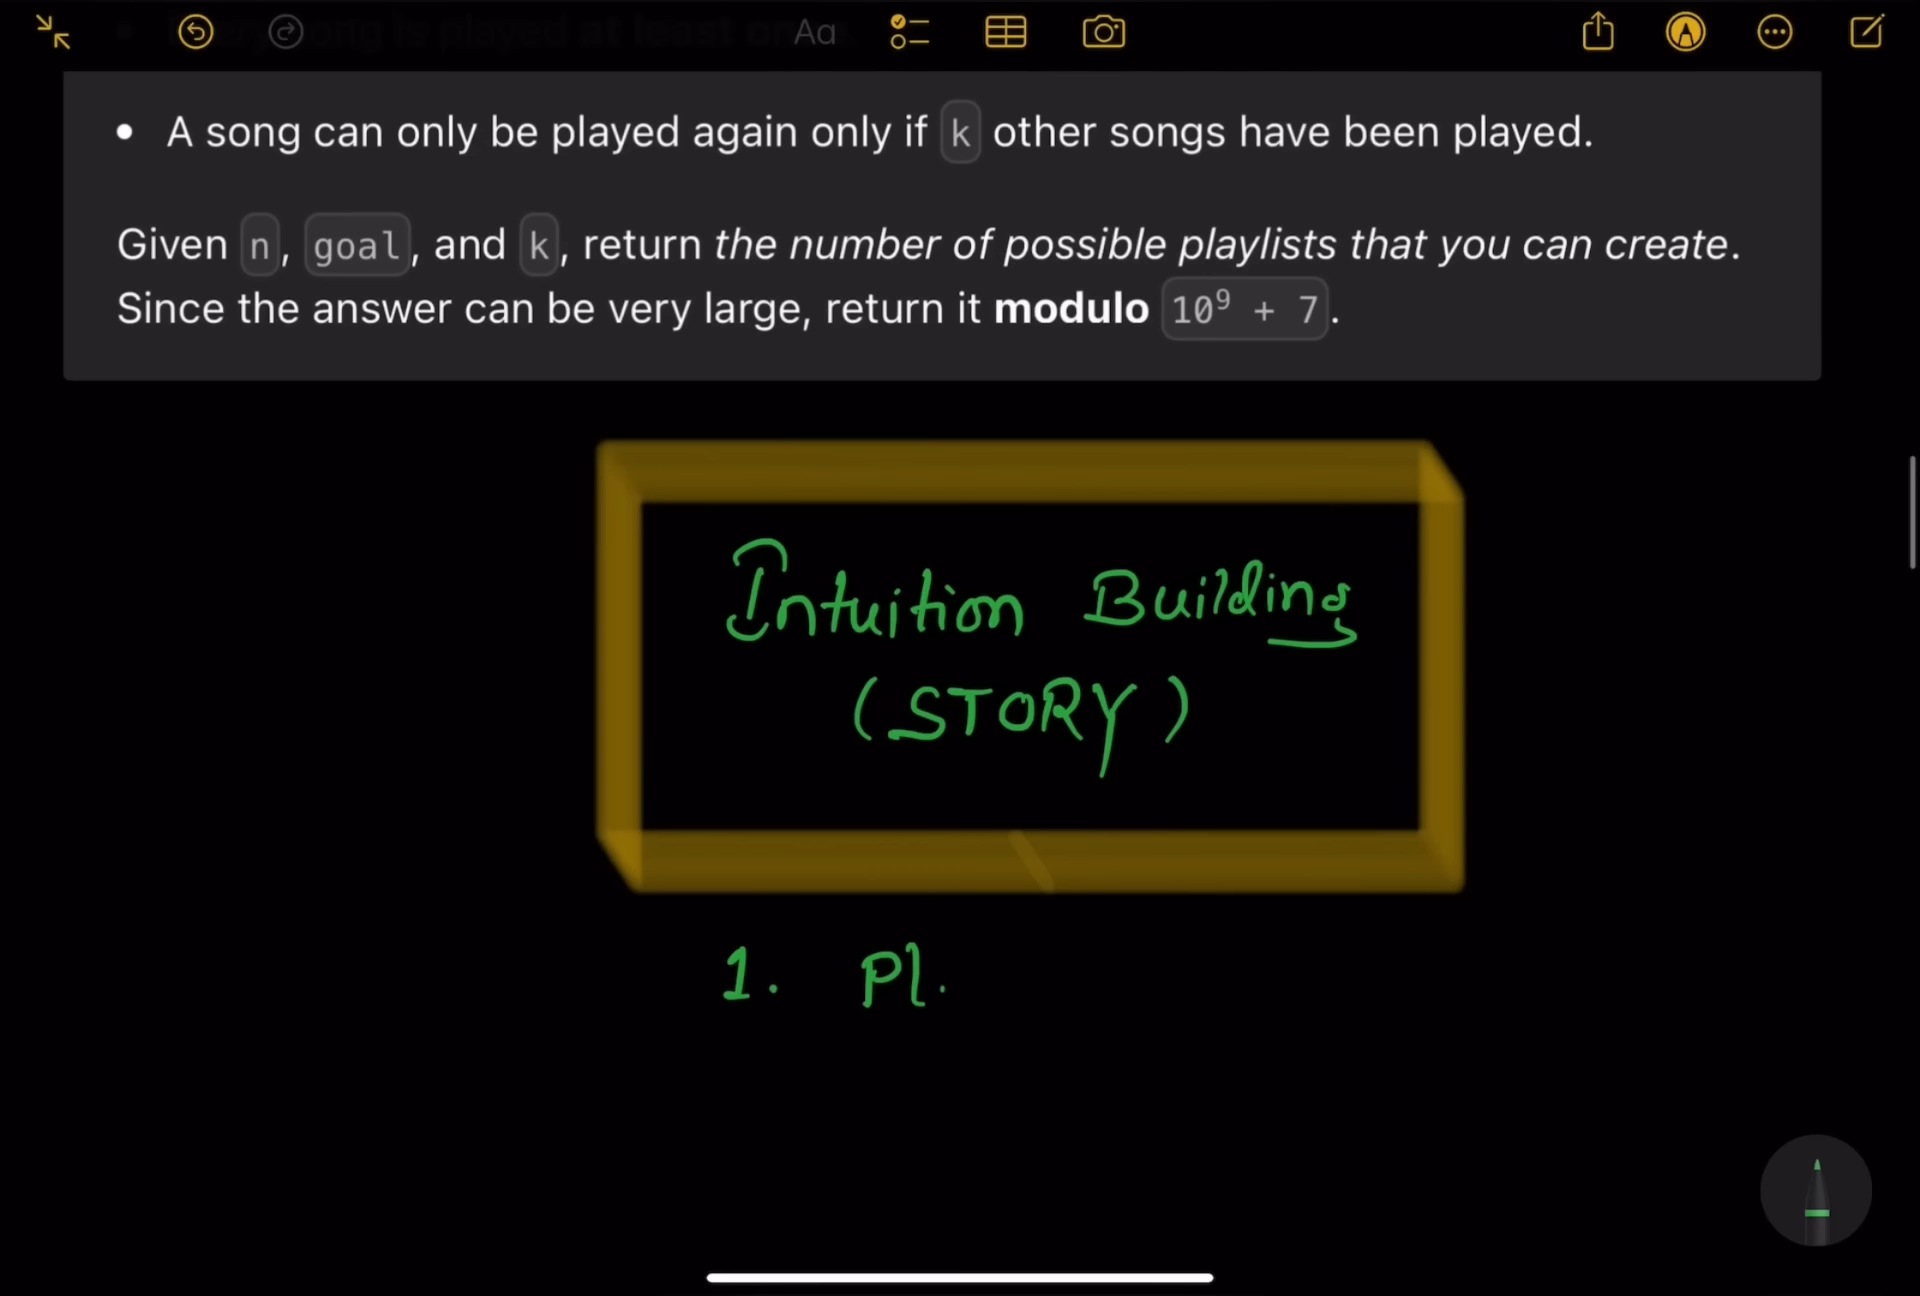 Aa
• A song can only be played again only if k other songs have been played.
Given n, goal, and k, return the number of possible playlists that you can create.
Since the answer can be very large, return it modulo 10⁹ + 7.
Intuition Building
(STORY)
1. Pl.